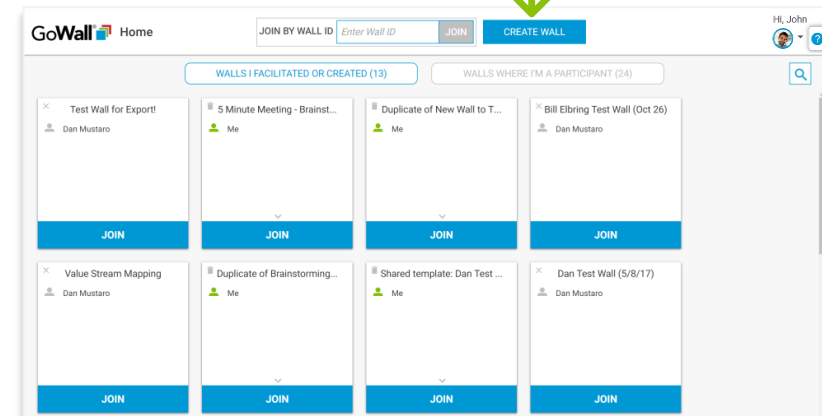 GoWall Home
JOIN BY WALL ID Enter Wall ID JOIN CREATE WALL
Hi, John
?
WALLS I FACILITATED OR CREATED (13) WALLS WHERE I'M A PARTICIPANT (24)
Test Wall for Export! 5 Minute Meeting - Brainst... Duplicate of New Wall to T... Bill Elbring Test Wall (Oct 26)
Dan Mustaro Me Me Dan Mustaro
JOIN JOIN JOIN JOIN
Value Stream Mapping Duplicate of Brainstorming... Shared template: Dan Test ... Dan Test Wall (5/8/17)
Dan Mustaro Me Me Dan Mustaro
JOIN JOIN JOIN JOIN